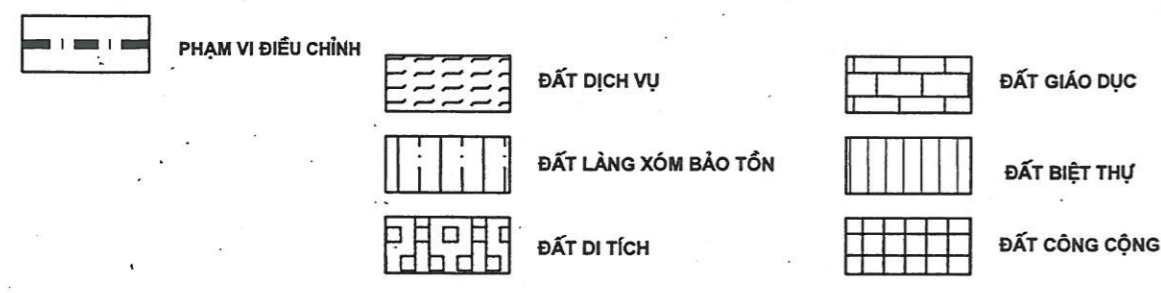 PHẠM VI ĐIỀU CHỈNH
ĐẤT DỊCH VỤ
ĐẤT GIÁO DỤC
ĐẤT LÀNG XÓM BẢO TỒN
ĐẤT BIỆT THỰ
ĐẤT DI TÍCH
ĐẤT CÔNG CỘNG